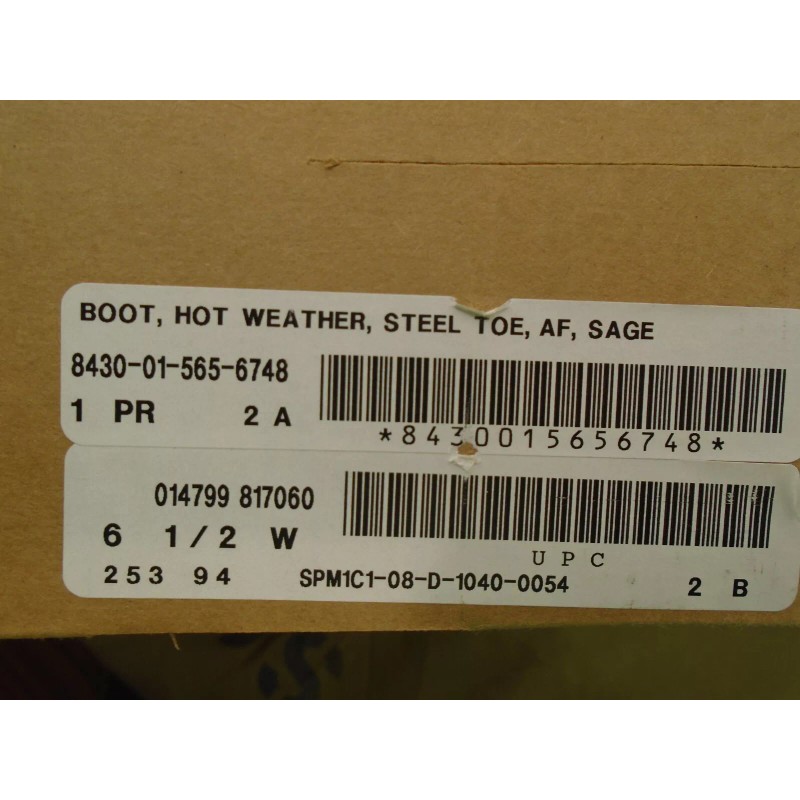 BOOT, HOT WEATHER, STEEL TOE, AF, SAGE
8430-01-565-6748
1 PR 2 A
*8430015656748*
014799 817060
6 1/2 W
UPC
253 94 SPM1C1-08-D-1040-0054 2 B